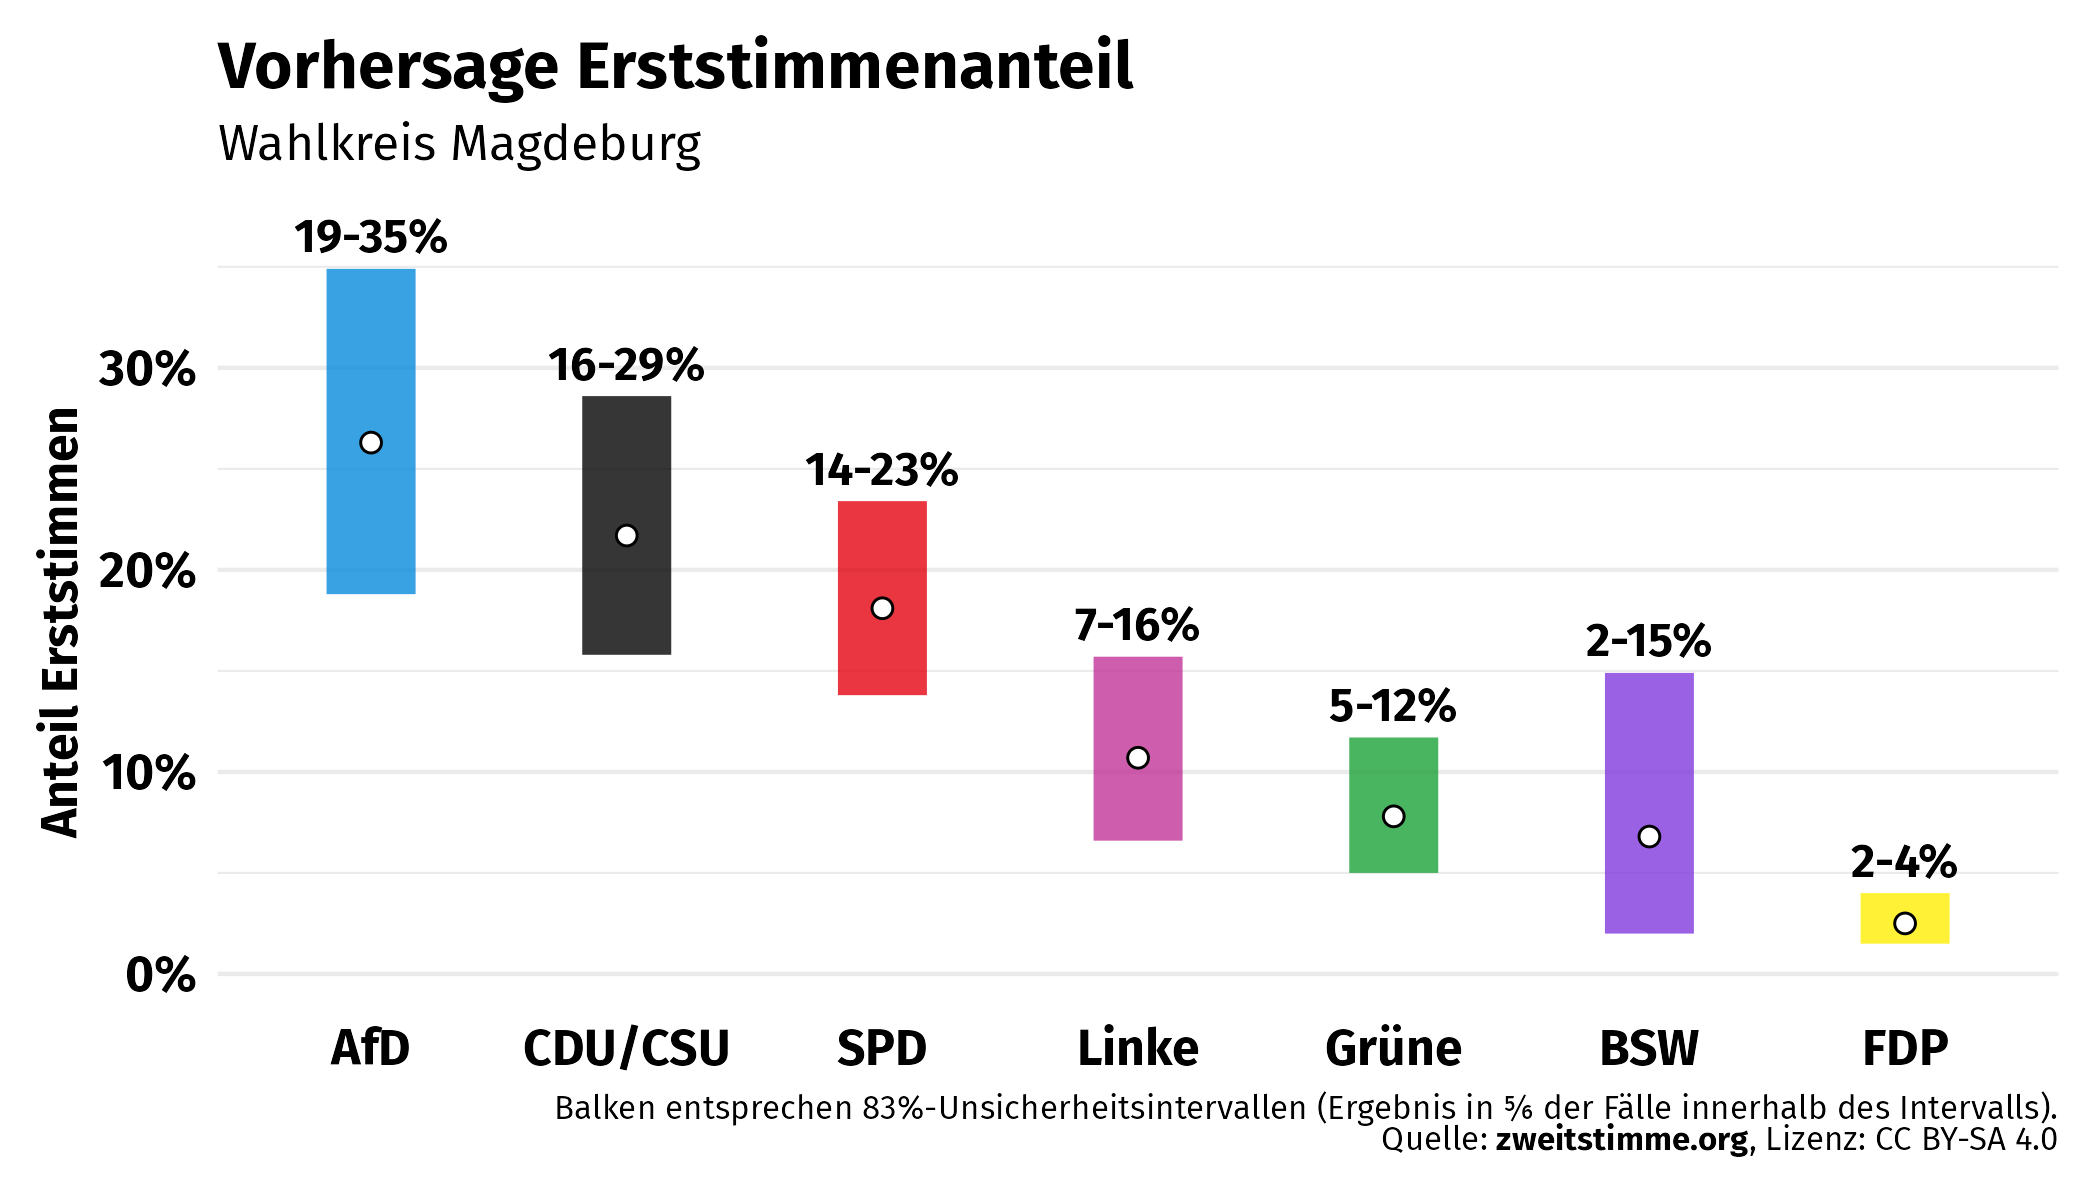 Vorhersage Erststimmenanteil
Wahlkreis Magdeburg
19-35%
16-29%
14-23%
7-16%
5-12%
2-15%
2-4%
Anteil Erststimmen
30%
20%
10%
0%
AfD CDU/CSU SPD Linke Grüne BSW FDP
Balken entsprechen 83%-Unsicherheitsintervallen (Ergebnis in ⅚ der Fälle innerhalb des Intervalls).
Quelle: zweitstimme.org, Lizenz: CC BY-SA 4.0